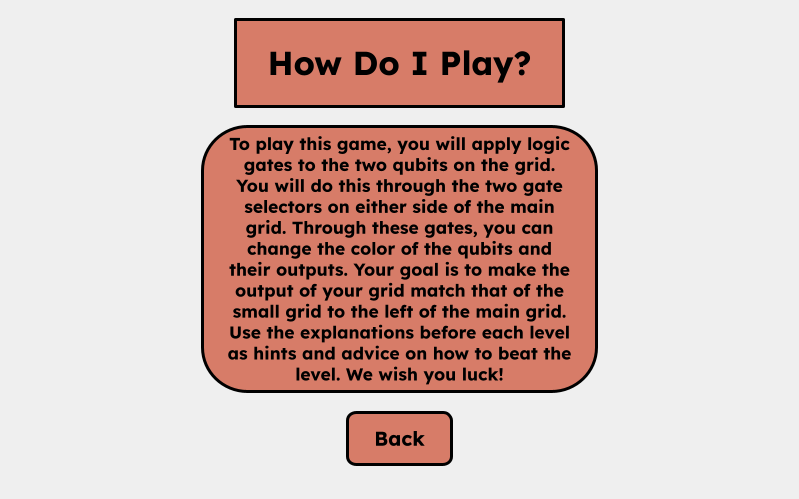 How Do I Play?
To play this game, you will apply logic
gates to the two qubits on the grid.
You will do this through the two gate
selectors on either side of the main
grid. Through these gates, you can
change the color of the qubits and
their outputs. Your goal is to make the
output of your grid match that of the
small grid to the left of the main grid.
Use the explanations before each level
as hints and advice on how to beat the
level. We wish you luck!
Back